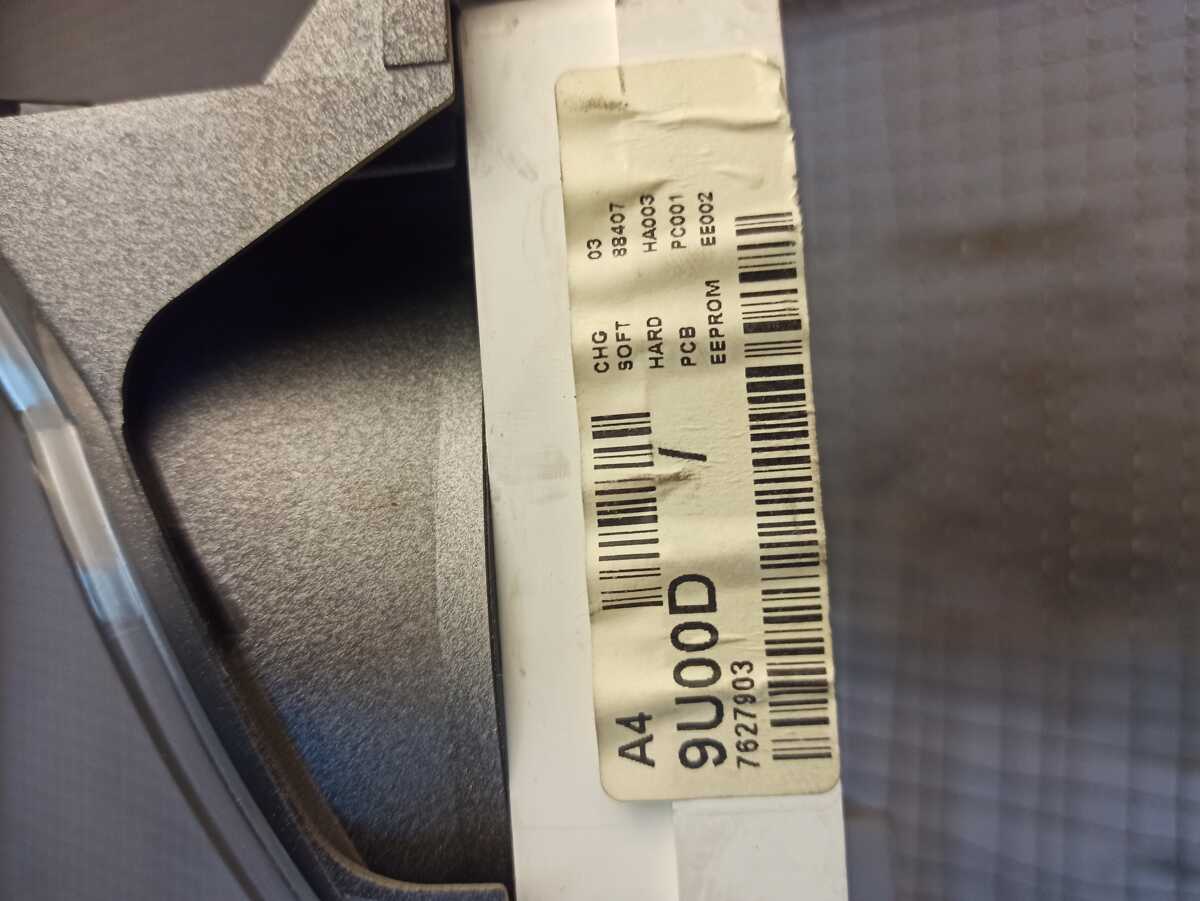 A4
9U00D /
7627903
CHG 03
SOFT 88407
HARD HA003
PCB PC001
EEPROM EE002